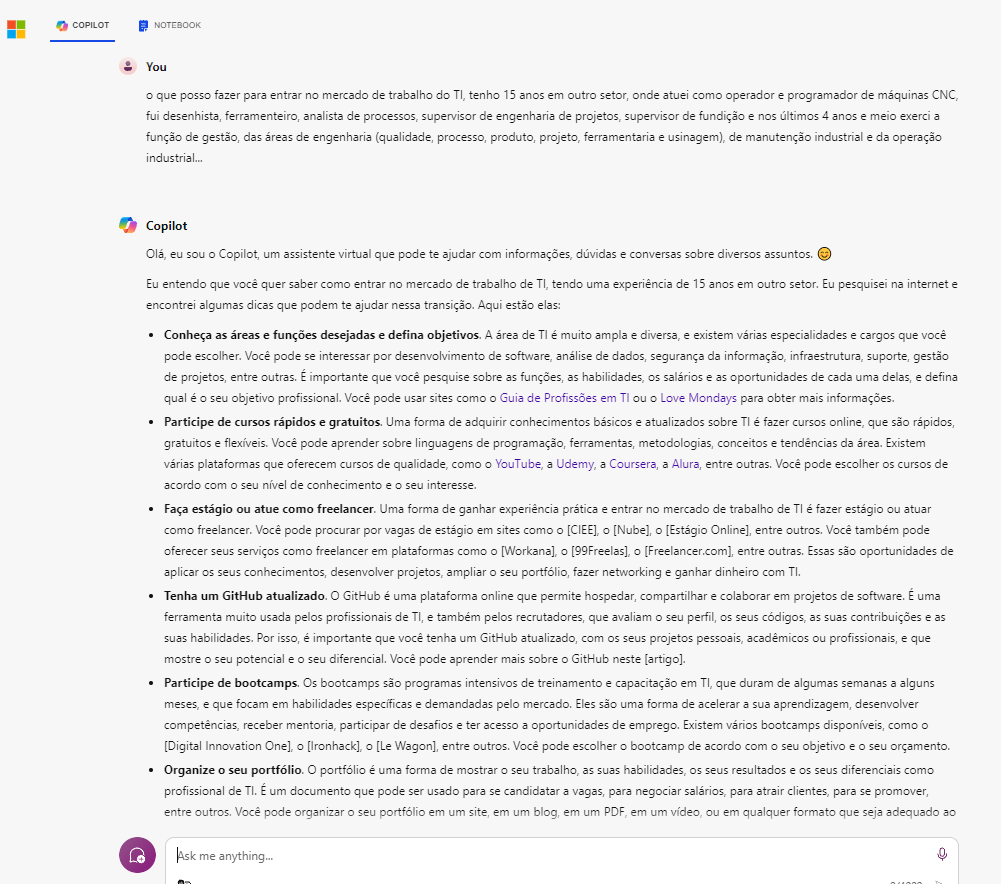 COPILOT
NOTEBOOK
You
o que posso fazer para entrar no mercado de trabalho do TI, tenho 15 anos em outro setor, onde atuei como operador e programador de máquinas CNC,
fui desenhista, ferramenteiro, analista de processos, supervisor de engenharia de projetos, supervisor de fundição e nos últimos 4 anos e meio exerci a
função de gestão, das áreas de engenharia (qualidade, processo, produto, projeto, ferramentaria e usinagem), de manutenção industrial e da operação
industrial...
Copilot
Olá, eu sou o Copilot, um assistente virtual que pode te ajudar com informações, dúvidas e conversas sobre diversos assuntos. 😊
Eu entendo que você quer saber como entrar no mercado de trabalho de TI, tendo uma experiência de 15 anos em outro setor. Eu pesquisei na internet e
encontrei algumas dicas que podem te ajudar nessa transição. Aqui estão elas:
• Conheça as áreas e funções desejadas e defina objetivos. A área de TI é muito ampla e diversa, e existem várias especialidades e cargos que você
pode escolher. Você pode se interessar por desenvolvimento de software, análise de dados, segurança da informação, infraestrutura, suporte, gestão
de projetos, entre outras. É importante que você pesquise sobre as funções, as habilidades, os salários e as oportunidades de cada uma delas, e defina
qual é o seu objetivo profissional. Você pode usar sites como o Guia de Profissões em TI ou o Love Mondays para obter mais informações.
• Participe de cursos rápidos e gratuitos. Uma forma de adquirir conhecimentos básicos e atualizados sobre TI é fazer cursos online, que são rápidos,
gratuitos e flexíveis. Você pode aprender sobre linguagens de programação, ferramentas, metodologias, conceitos e tendências da área. Existem
várias plataformas que oferecem cursos de qualidade, como o YouTube, a Udemy, a Coursera, a Alura, entre outras. Você pode escolher os cursos de
acordo com o seu nível de conhecimento e o seu interesse.
• Faça estágio ou atue como freelancer. Uma forma de ganhar experiência prática e entrar no mercado de trabalho de TI é fazer estágio ou atuar
como freelancer. Você pode procurar por vagas de estágio em sites como o [CIEE], o [Nube], o [Estágio Online], entre outros. Você também pode
oferecer seus serviços como freelancer em plataformas como o [Workana], o [99Freelas], o [Freelancer.com], entre outras. Essas são oportunidades de
aplicar os seus conhecimentos, desenvolver projetos, ampliar o seu portfólio, fazer networking e ganhar dinheiro com TI.
• Tenha um GitHub atualizado. O GitHub é uma plataforma online que permite hospedar, compartilhar e colaborar em projetos de software. É uma
ferramenta muito usada pelos profissionais de TI, e também pelos recrutadores, que avaliam o seu perfil, os seus códigos, as suas contribuições e as
suas habilidades. Por isso, é importante que você tenha um GitHub atualizado, com os seus projetos pessoais, acadêmicos ou profissionais, e que
mostre o seu potencial e o seu diferencial. Você pode aprender mais sobre o GitHub neste [artigo].
• Participe de bootcamps. Os bootcamps são programas intensivos de treinamento e capacitação em TI, que duram de algumas semanas a alguns
meses, e que focam em habilidades específicas e demandadas pelo mercado. Eles são uma forma de acelerar a sua aprendizagem, desenvolver
competências, receber mentoria, participar de desafios e ter acesso a oportunidades de emprego. Existem vários bootcamps disponíveis, como o
[Digital Innovation One], o [Ironhack], o [Le Wagon], entre outros. Você pode escolher o bootcamp de acordo com o seu objetivo e o seu orçamento.
• Organize o seu portfólio. O portfólio é uma forma de mostrar o seu trabalho, as suas habilidades, os seus resultados e os seus diferenciais como
profissional de TI. É um documento que pode ser usado para se candidatar a vagas, para negociar salários, para atrair clientes, para se promover,
entre outros. Você pode organizar o seu portfólio em um site, em um blog, em um PDF, em um vídeo, ou em qualquer formato que seja adequado ao
Ask me anything...